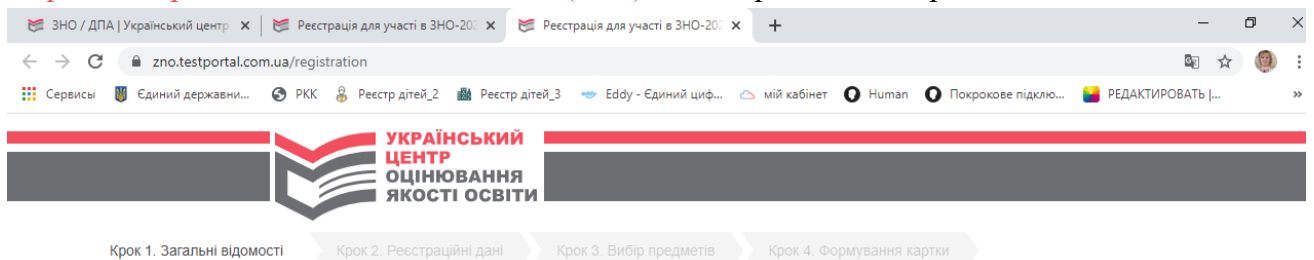 ЗНО / ДПА | Український центр
Реєстрація для участі в ЗНО-202
Реєстрація для участі в ЗНО-202
zno.testportal.com.ua/registration
Сервисы
Єдиний державни...
РКК
Реєстр дітей_2
Реєстр дітей_3
Eddy - Єдиний циф...
мій кабінет
Human
Покрокове підклю...
РЕДАКТИРОВАТЬ |...
»
УКРАЇНСЬКИЙ
ЦЕНТР
ОЦІНЮВАННЯ
ЯКОСТІ ОСВІТИ
Крок 1. Загальні відомості
Крок 2. Реєстраційні дані
Крок 3. Вибір предметів
Крок 4. Формування картки